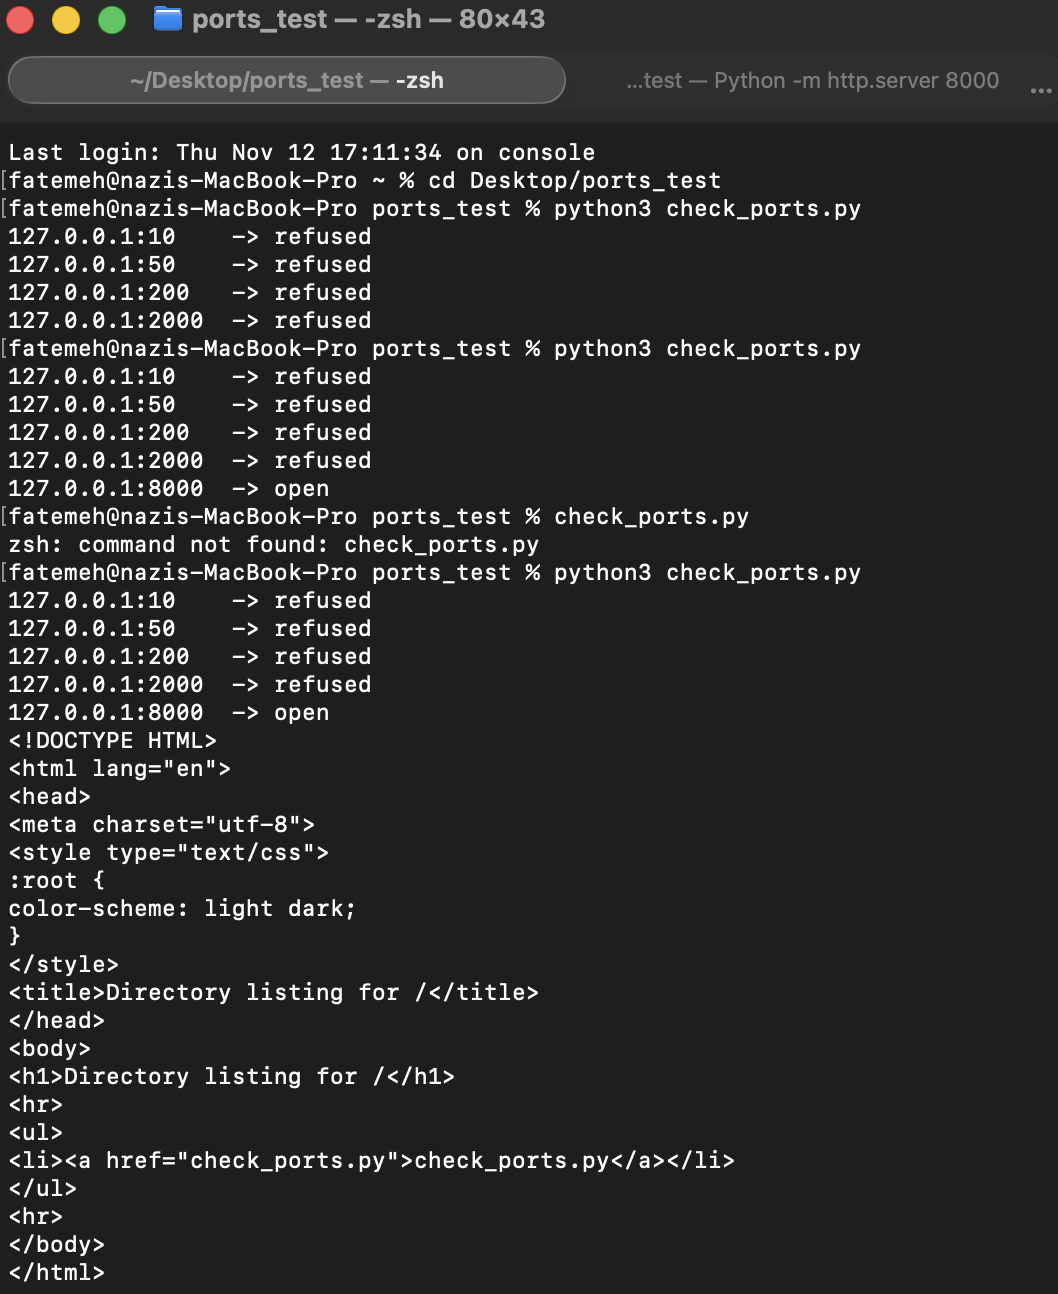 ports_test — -zsh — 80×43
~/Desktop/ports_test — -zsh
...test — Python -m http.server 8000
...
Last login: Thu Nov 12 17:11:34 on console
[fatemeh@nazis-MacBook-Pro ~ % cd Desktop/ports_test
[fatemeh@nazis-MacBook-Pro ports_test % python3 check_ports.py
127.0.0.1:10    -> refused
127.0.0.1:50    -> refused
127.0.0.1:200   -> refused
127.0.0.1:2000  -> refused
[fatemeh@nazis-MacBook-Pro ports_test % python3 check_ports.py
127.0.0.1:10    -> refused
127.0.0.1:50    -> refused
127.0.0.1:200   -> refused
127.0.0.1:2000  -> refused
127.0.0.1:8000  -> open
[fatemeh@nazis-MacBook-Pro ports_test % check_ports.py
zsh: command not found: check_ports.py
[fatemeh@nazis-MacBook-Pro ports_test % python3 check_ports.py
127.0.0.1:10    -> refused
127.0.0.1:50    -> refused
127.0.0.1:200   -> refused
127.0.0.1:2000  -> refused
127.0.0.1:8000  -> open
<!DOCTYPE HTML>
<html lang="en">
<head>
<meta charset="utf-8">
<style type="text/css">
:root {
color-scheme: light dark;
}
</style>
<title>Directory listing for /</title>
</head>
<body>
<h1>Directory listing for /</h1>
<hr>
<ul>
<li><a href="check_ports.py">check_ports.py</a></li>
</ul>
<hr>
</body>
</html>